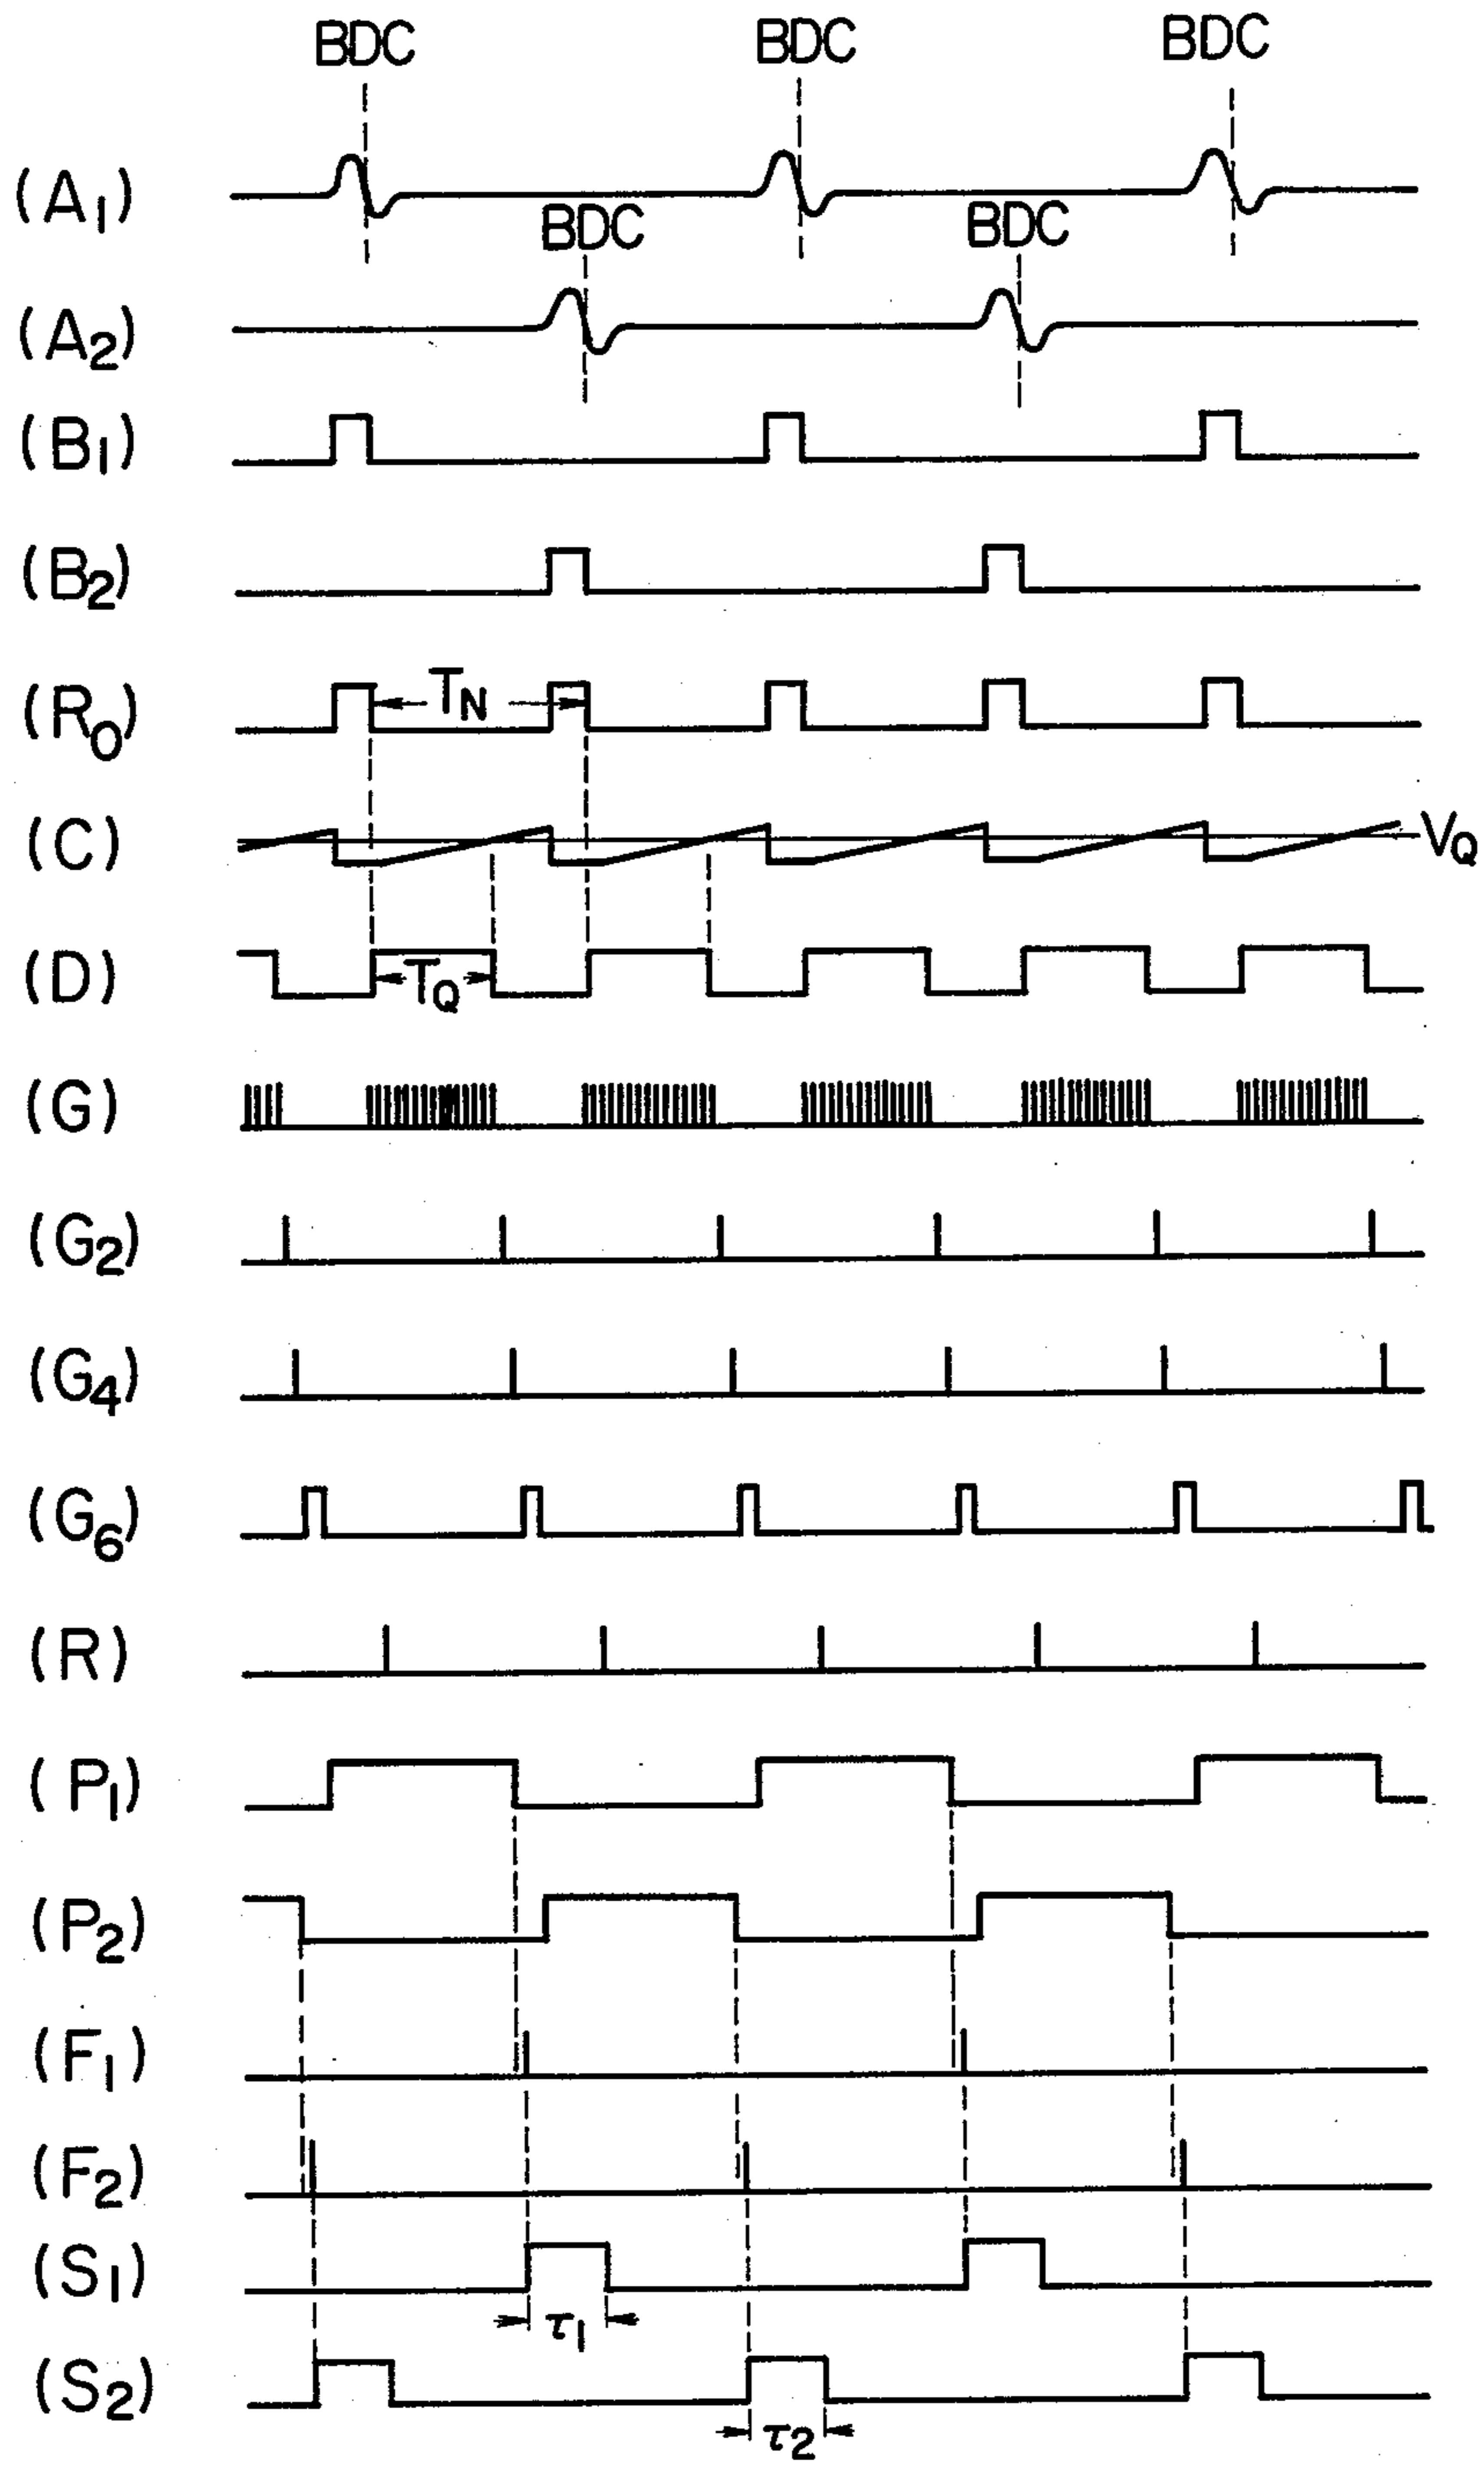 BDC BDC BDC
(A1)
BDC BDC
(A2)
(B1)
(B2)
(R0) TN
(C) VQ
(D) TQ
(G)
(G2)
(G4)
(G6)
(R)
(P1)
(P2)
(F1)
(F2)
(S1)
τ1
(S2)
τ2